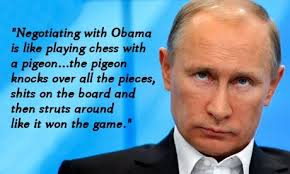 "Negotiating with Obama
is like playing chess with
a pigeon...the pigeon
knocks over all the pieces,
shits on the board and
then struts around
like it won the game."